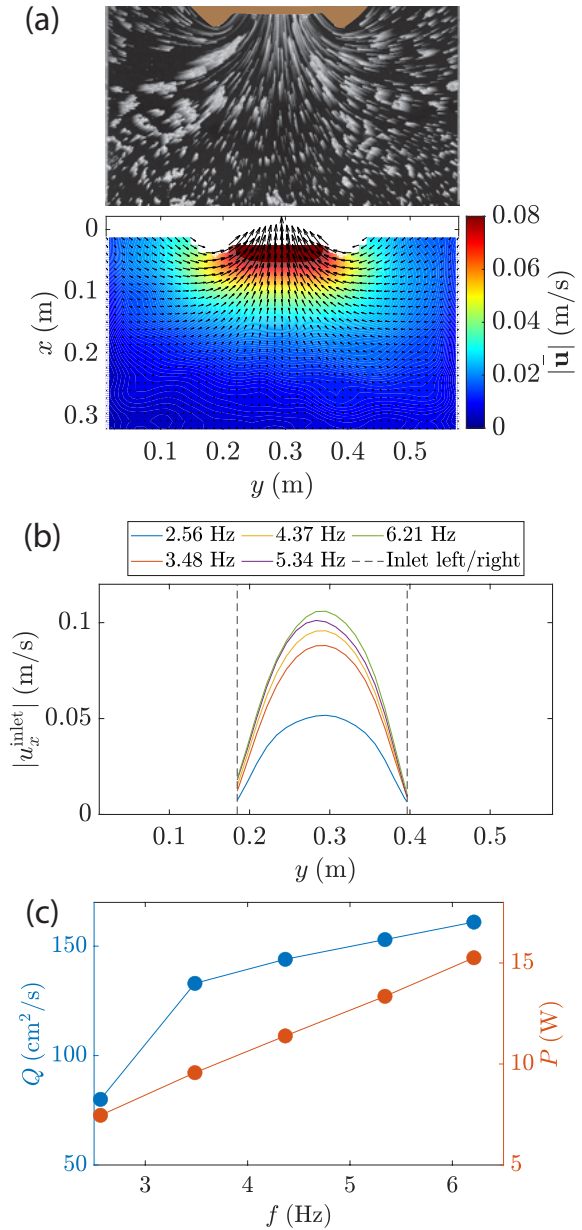 (a)
0
0.1
0.2
0.3
x (m)
0.1 0.2 0.3 0.4 0.5
y (m)
0.08
0.06
0.04
0.02
0
|ū| (m/s)
(b)
2.56 Hz 4.37 Hz 6.21 Hz
3.48 Hz 5.34 Hz Inlet left/right
0.1
0.05
0
|u_x^inlet| (m/s)
0.1 0.2 0.3 0.4 0.5
y (m)
(c)
150
100
50
Q (cm²/s)
15
10
5
P (W)
3 4 5 6
f (Hz)